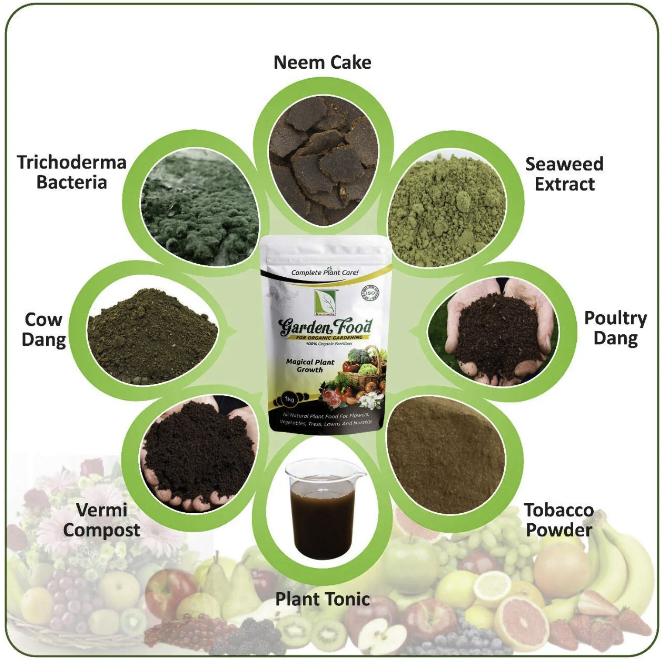 Neem Cake
Trichoderma
Bacteria
Seaweed
Extract
Complete Plant Care!
Garden Food
FOR ORGANIC GARDENING
100% Organic Fertilizer
Magical Plant
Growth
1kg
All Natural Plant Food For Flowers,
Vegetables, Trees, Lawns And
Cow
Dang
Poultry
Dang
Vermi
Compost
Tobacco
Powder
Plant Tonic